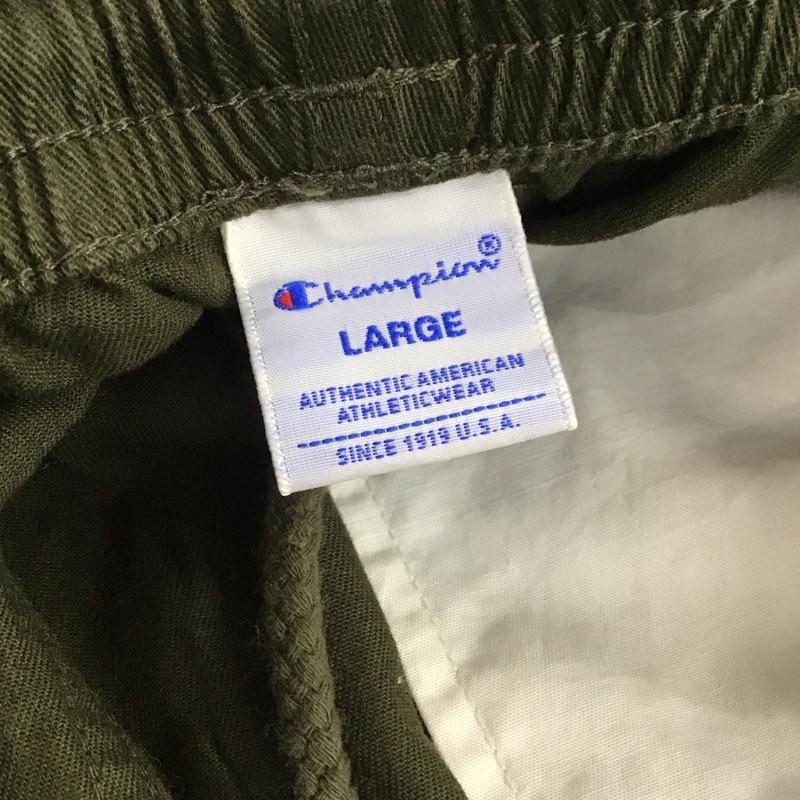 Champion®
LARGE
AUTHENTIC AMERICAN
ATHLETICWEAR
SINCE 1919 U.S.A.